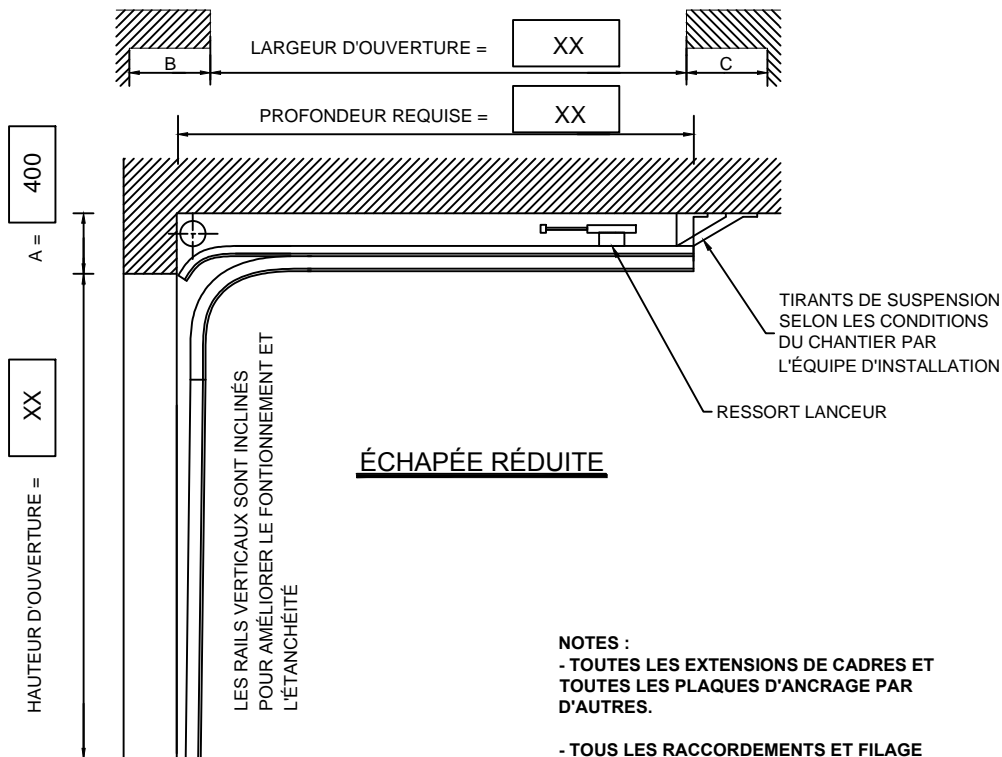 LARGEUR D'OUVERTURE = XX
B
C
PROFONDEUR REQUISE = XX
A = 400
HAUTEUR D'OUVERTURE = XX
TIRANTS DE SUSPENSION
SELON LES CONDITIONS
DU CHANTIER PAR
L'ÉQUIPE D'INSTALLATION
RESSORT LANCEUR
LES RAILS VERTICAUX SONT INCLINÉS
POUR AMÉLIORER LE FONTIONNEMENT ET
L'ÉTANCHÉITÉ
ÉCHAPÉE RÉDUITE
NOTES :
- TOUTES LES EXTENSIONS DE CADRES ET
TOUTES LES PLAQUES D'ANCRAGE PAR
D'AUTRES.
- TOUS LES RACCORDEMENTS ET FILAGE